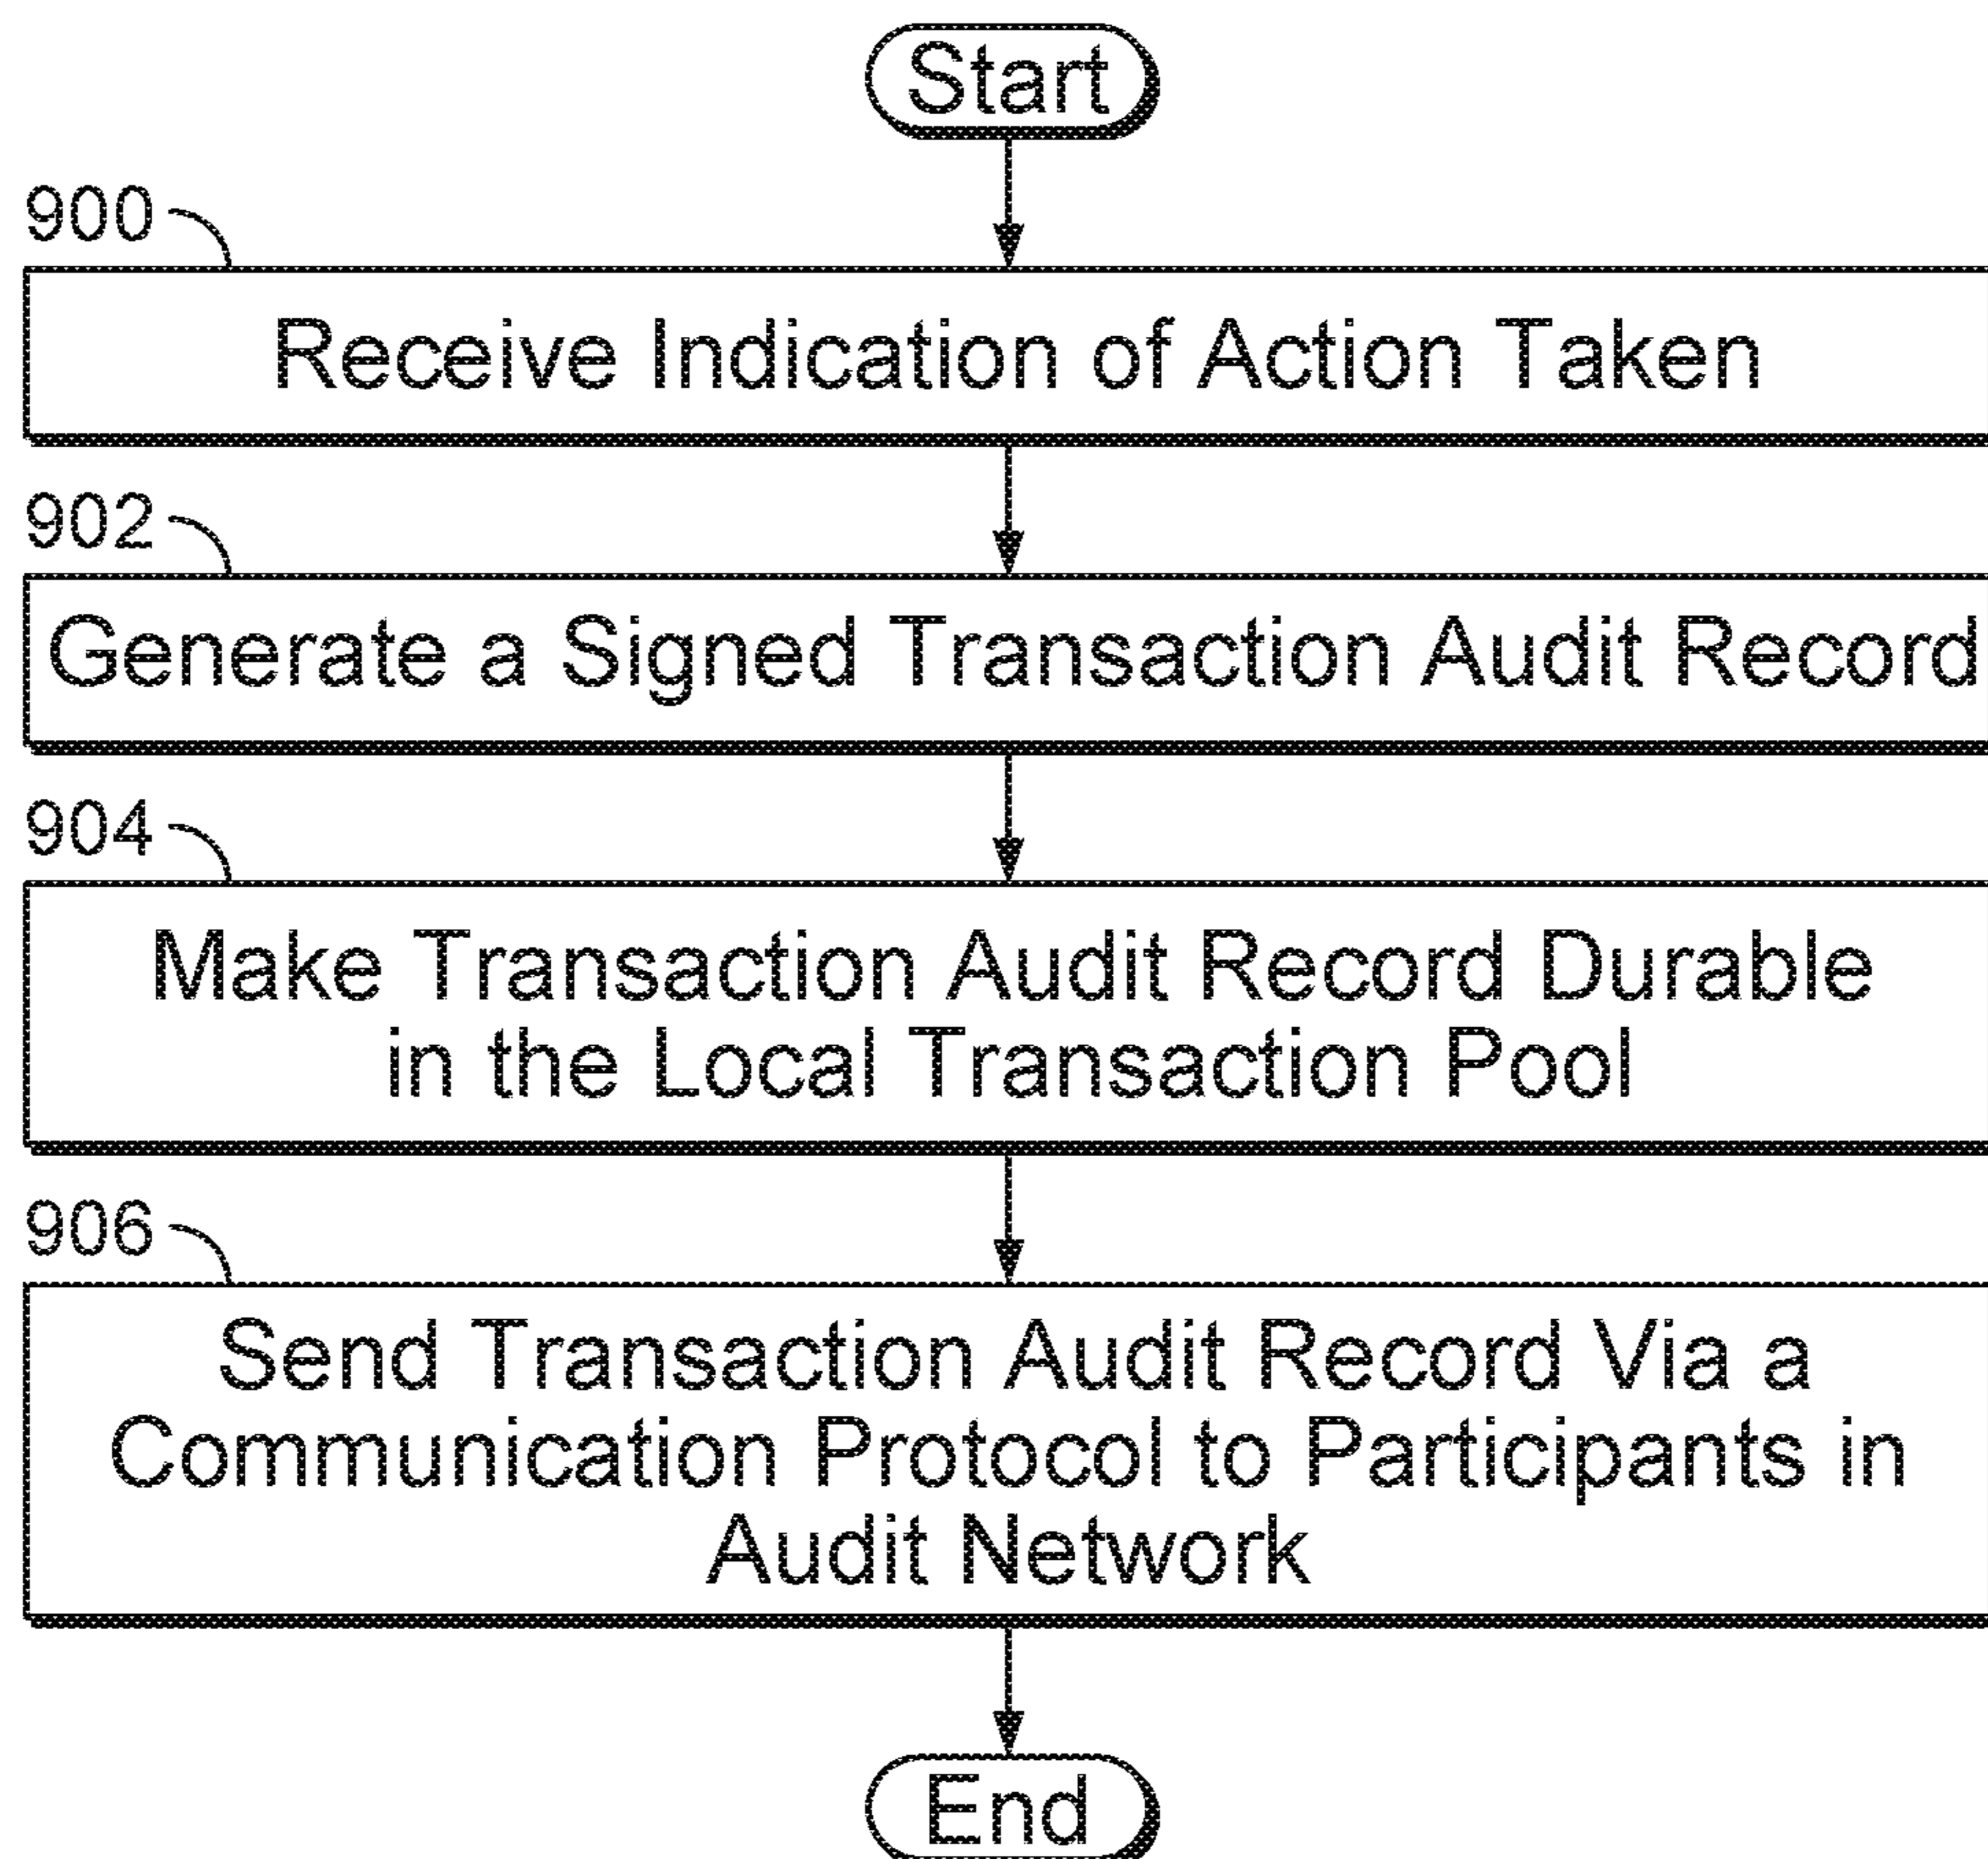 Start
900
Receive Indication of Action Taken
902
Generate a Signed Transaction Audit Record
904
Make Transaction Audit Record Durable
in the Local Transaction Pool
906
Send Transaction Audit Record Via a
Communication Protocol to Participants in
Audit Network
End